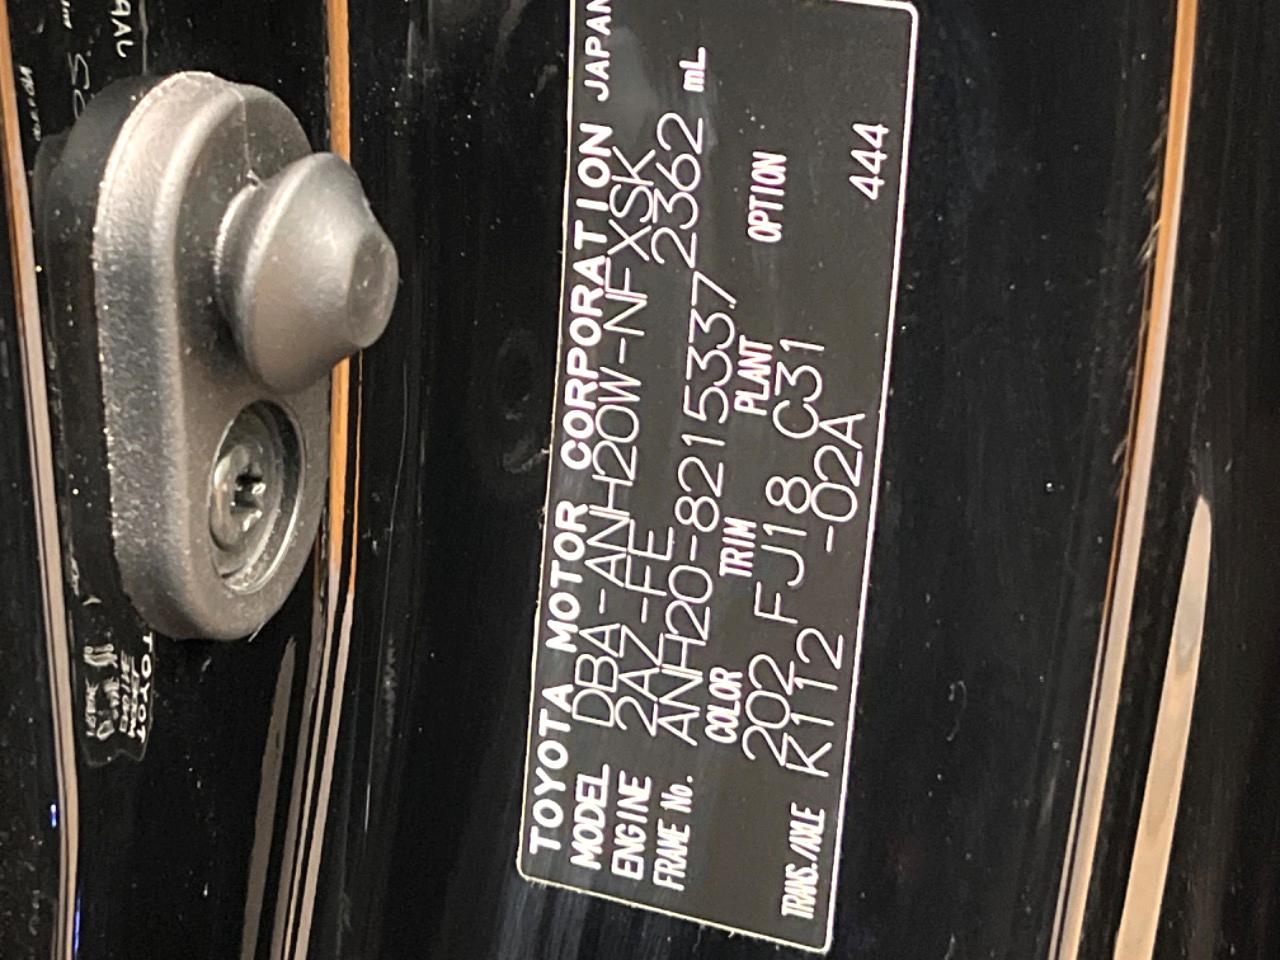 TOYOTA MOTOR CORPORATION JAPAN
MODEL DBA-ANH20W-NFXSK
ENGINE 2AZ-FE 2362 mL
FRAME No. ANH20-8215337
COLOR TRIM PLANT OPTION
202 FJ18 C31
TRANS./AXLE K112 -02A 444
TOYOT